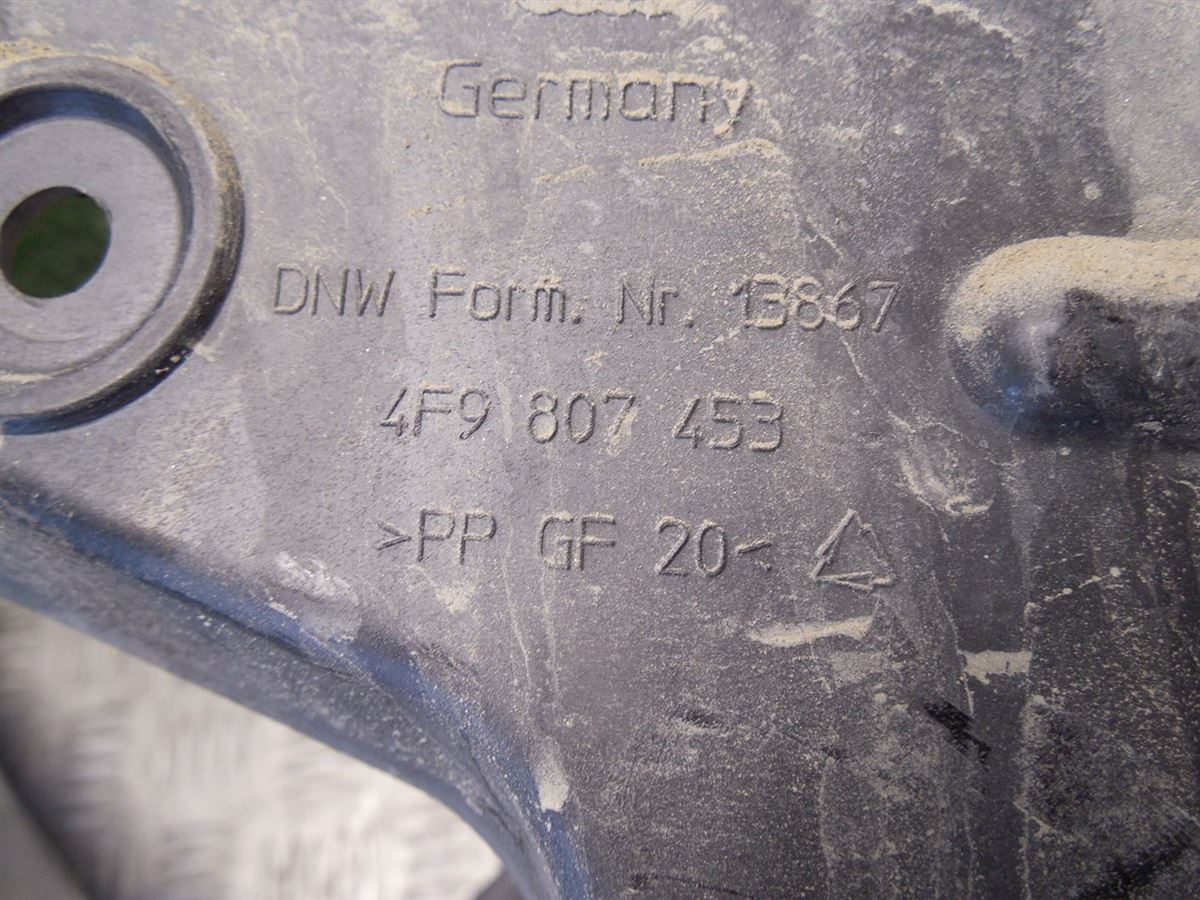 Germany
DNW Form. Nr. 13867
4F9 807 453
>PP GF 20<